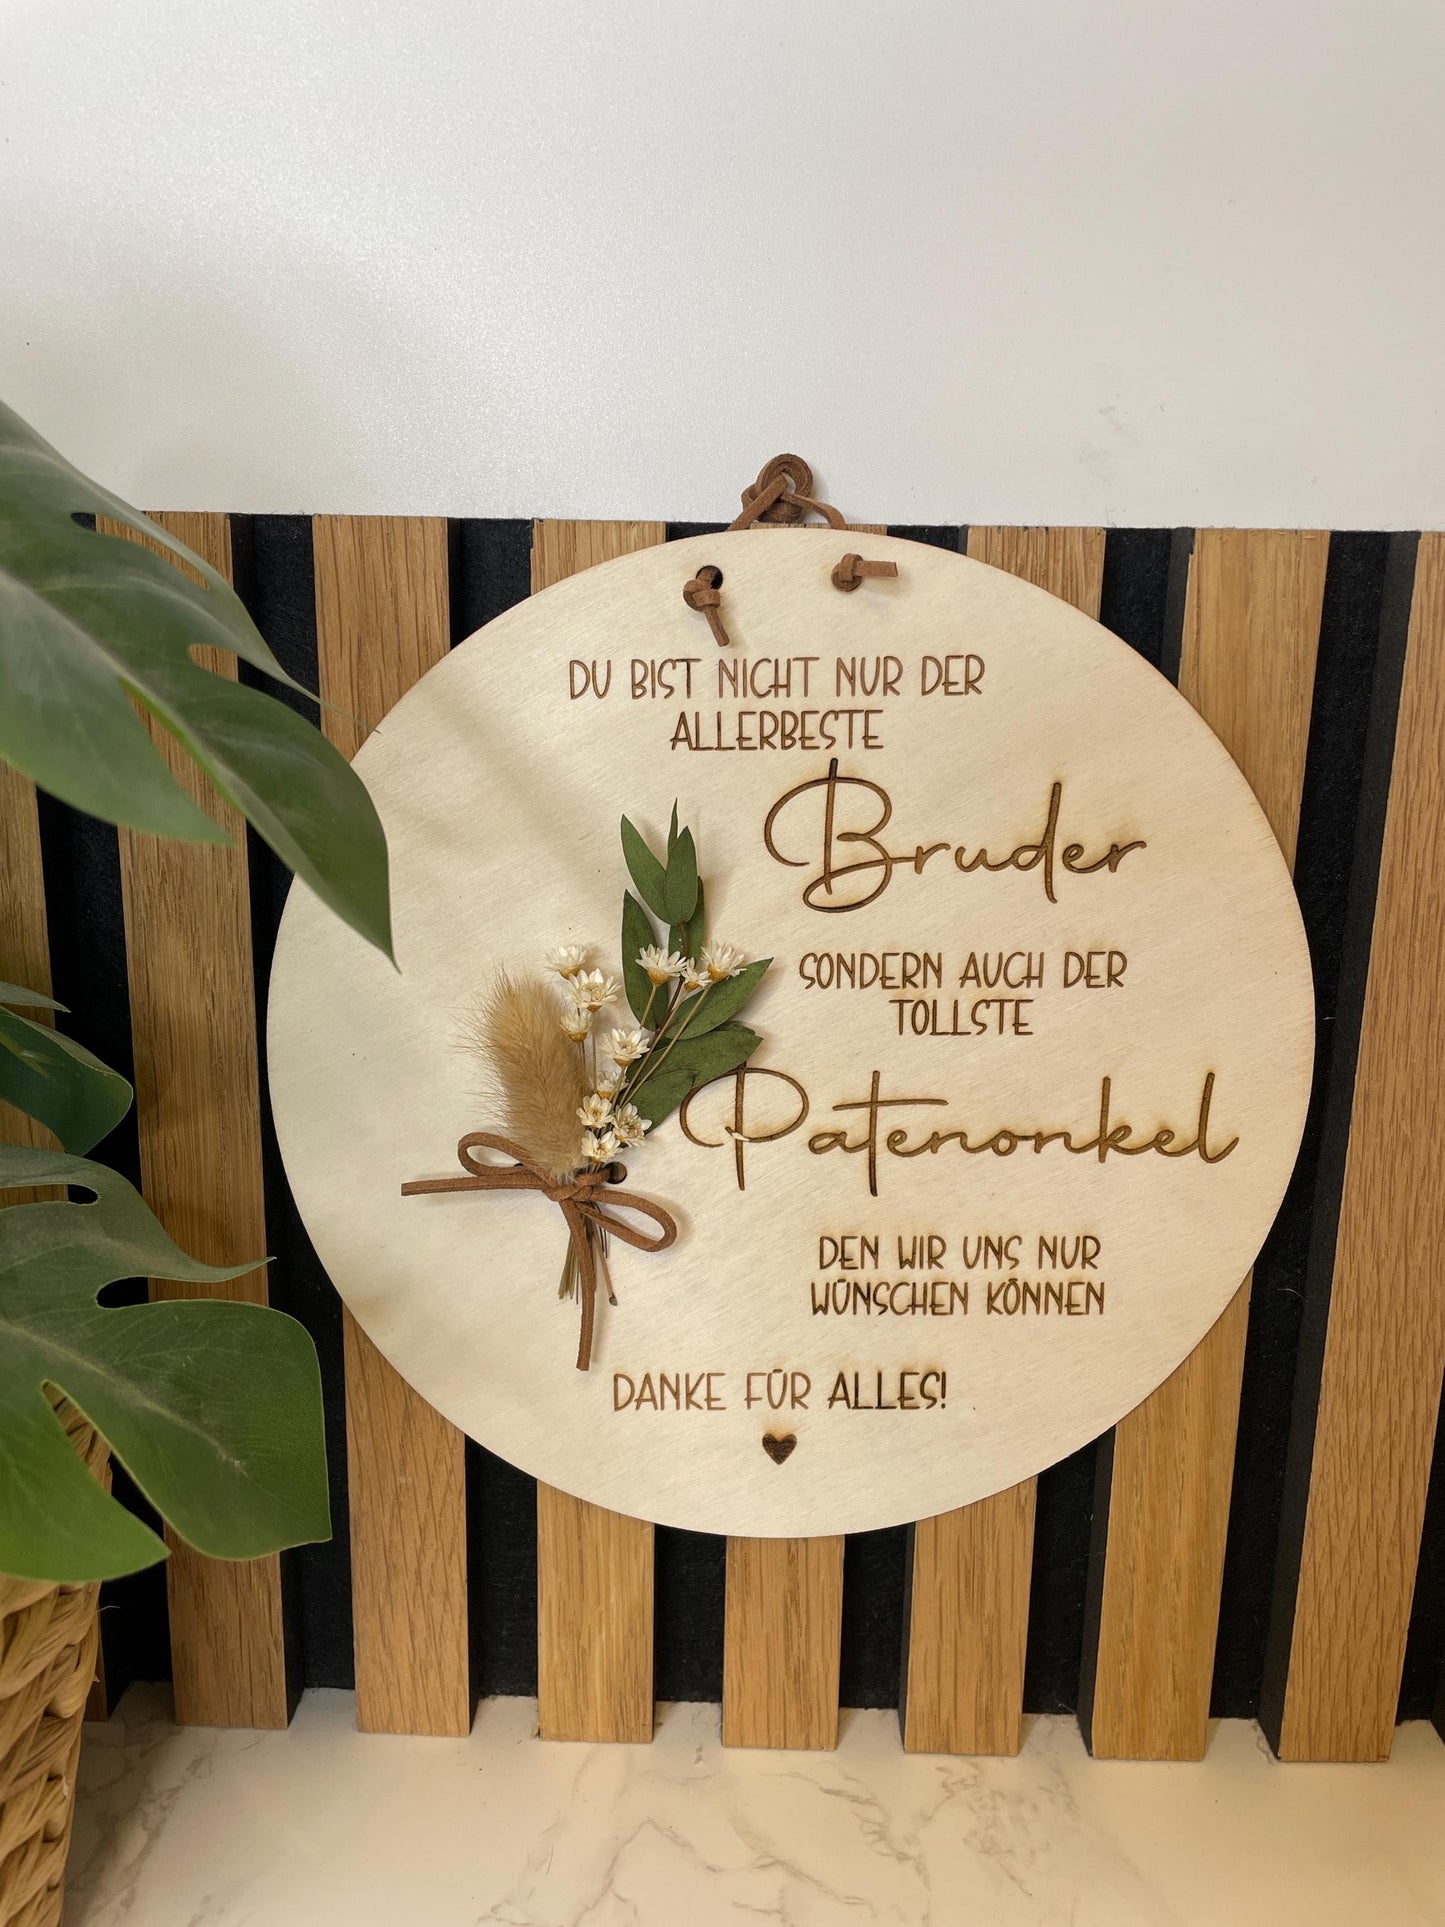 DU BIST NICHT NUR DER
ALLERBESTE
Bruder
SONDERN AUCH DER
TOLLSTE
Patenonkel
DEN WIR UNS NUR
WÜNSCHEN KÖNNEN
DANKE FÜR ALLES!